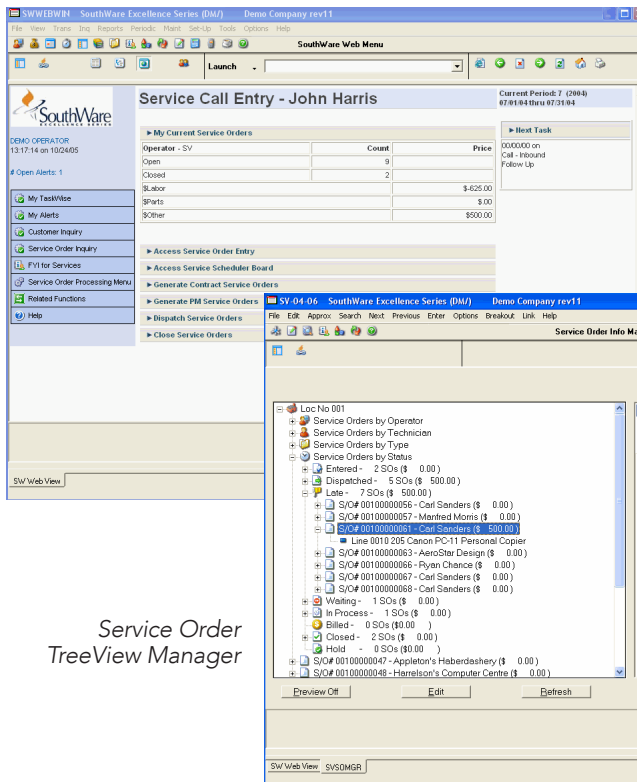 SWWEBWIN SouthWare Excellence Series (DM/) Demo Company rev11
File View Trans Inq Reports Periodic Maint Set-Up Tools Options Help
SouthWare Web Menu
Launch
SouthWare
EXCELLENCE SERIES
DEMO OPERATOR
13:17:14 on 10/24/05
# Open Alerts: 1
My TaskWise
My Alerts
Customer Inquiry
Service Order Inquiry
FYI for Services
Service Order Processing Menu
Related Functions
Help
Service Call Entry - John Harris
Current Period: 7 (2004)
07/01/04 thru 07/31/04
My Current Service Orders
Operator - SV Count Price
Open 9
Closed 2
$Labor $-625.00
$Parts $.00
$Other $500.00
Next Task
00/00/00 on
Call - Inbound
Follow Up
Access Service Order Entry
Access Service Scheduler Board
Generate Contract Service Orders
Generate PM Service Orders
Dispatch Service Orders
Close Service Orders
SW Web View
SV-04-06 SouthWare Excellence Series (DM/) Demo Company rev11
File Edit Approx Search Next Previous Enter Options Breakout Link Help
Service Order Info Ma
Loc No 001
Service Orders by Operator
Service Orders by Technician
Service Orders by Type
Service Orders by Status
Entered - 2 SOs ($ 0.00 )
Dispatched - 5 SOs ($ 500.00 )
Late - 7 SOs ($ 500.00 )
S/O# 00100000056 - Carl Sanders ($ 0.00 )
S/O# 00100000057 - Manfred Morris ($ 0.00 )
S/O# 00100000061 - Carl Sanders ($ 500.00 )
Line 0010 205 Canon PC-11 Personal Copier
S/O# 00100000063 - AeroStar Design ($ 0.00 )
S/O# 00100000066 - Ryan Chance ($ 0.00 )
S/O# 00100000067 - Carl Sanders ($ 0.00 )
S/O# 00100000068 - Carl Sanders ($ 0.00 )
Waiting - 1 SOs ($ 0.00 )
In Process - 1 SOs ($ 0.00 )
Billed - 0 SOs ($0.00 )
Closed - 2 SOs ($ 0.00 )
Hold - 0 SOs ($0.00 )
S/O# 00100000047 - Appleton's Haberdashery ($ 0.00 )
S/O# 00100000048 - Harrelson's Computer Centre ($ 0.00 )
Preview Off Edit Refresh
SW Web View SVSOMGR
Service Order
TreeView Manager